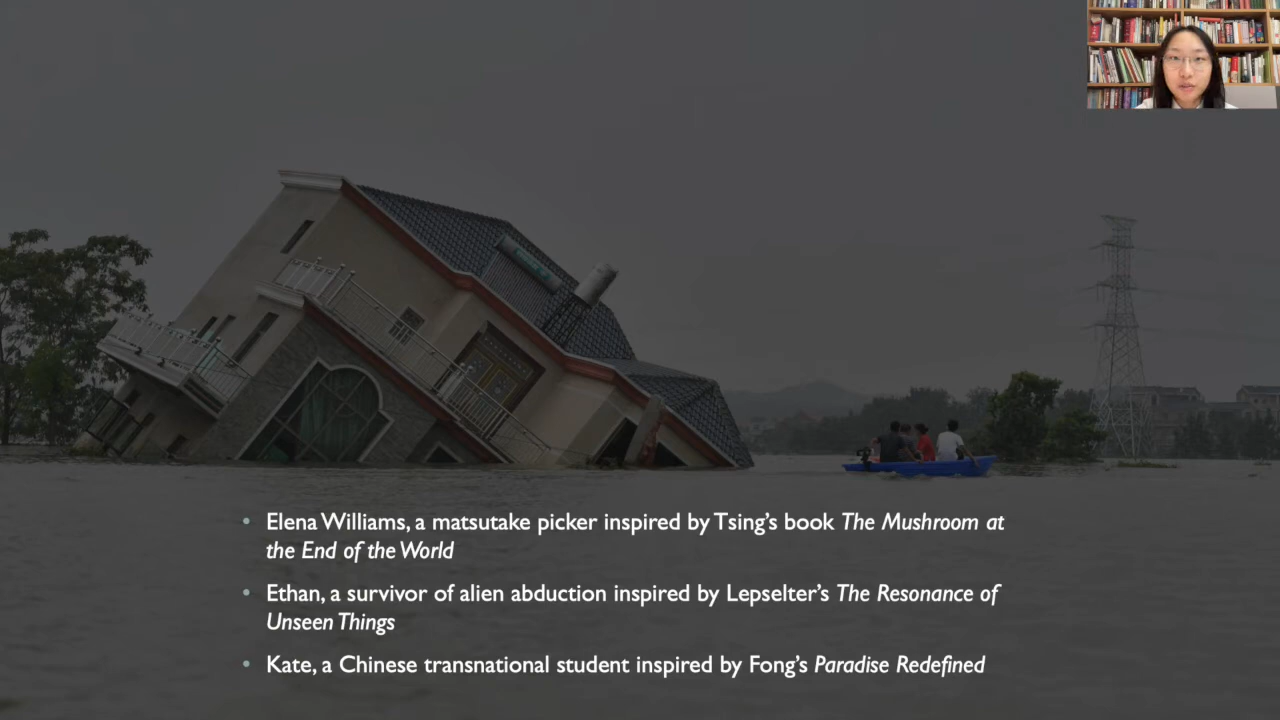 • Elena Williams, a matsutake picker inspired by Tsing's book The Mushroom at
the End of the World
• Ethan, a survivor of alien abduction inspired by Lepselter's The Resonance of
Unseen Things
• Kate, a Chinese transnational student inspired by Fong's Paradise Redefined